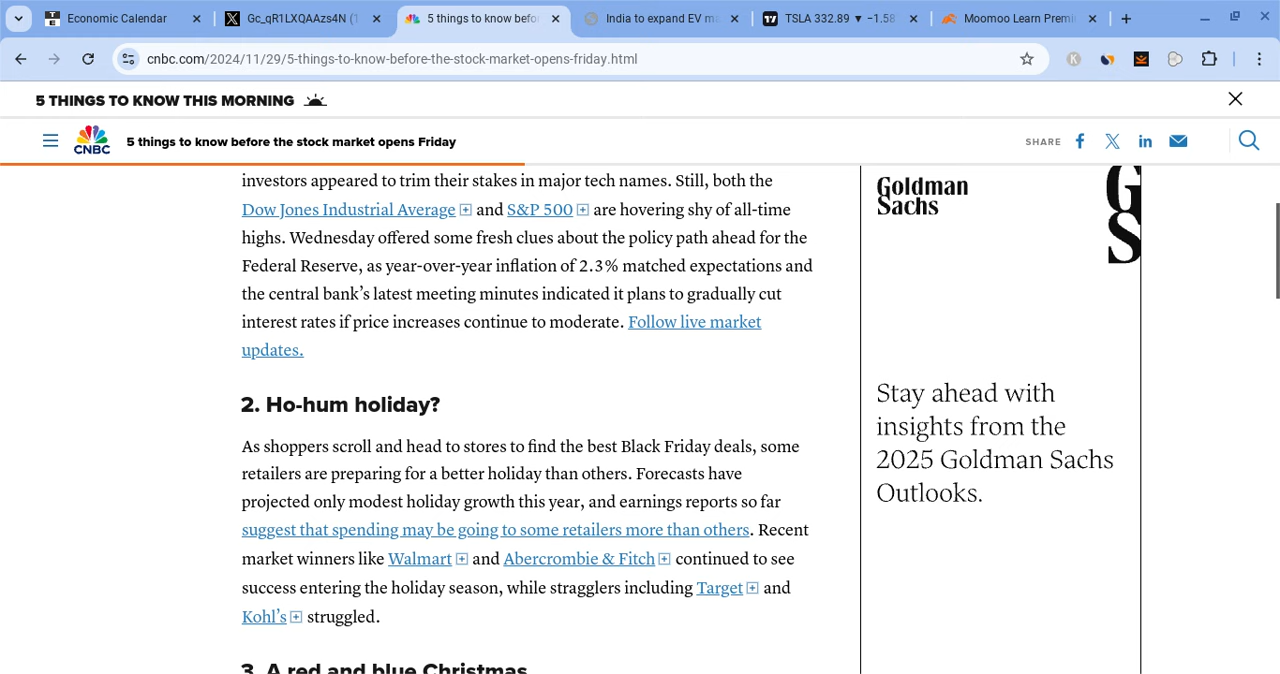 Economic Calendar
Gc_qR1LXQAAzs4N (1
5 things to know befo
India to expand EV ma
TSLA 332.89 ▼ −1.58
Moomoo Learn Premi
cnbc.com/2024/11/29/5-things-to-know-before-the-stock-market-opens-friday.html
5 THINGS TO KNOW THIS MORNING
CNBC
5 things to know before the stock market opens Friday
SHARE
investors appeared to trim their stakes in major tech names. Still, both the
Dow Jones Industrial Average and S&P 500 are hovering shy of all-time
highs. Wednesday offered some fresh clues about the policy path ahead for the
Federal Reserve, as year-over-year inflation of 2.3% matched expectations and
the central bank’s latest meeting minutes indicated it plans to gradually cut
interest rates if price increases continue to moderate. Follow live market
updates.
2. Ho-hum holiday?
As shoppers scroll and head to stores to find the best Black Friday deals, some
retailers are preparing for a better holiday than others. Forecasts have
projected only modest holiday growth this year, and earnings reports so far
suggest that spending may be going to some retailers more than others. Recent
market winners like Walmart and Abercrombie & Fitch continued to see
success entering the holiday season, while stragglers including Target and
Kohl’s struggled.
3. A red and blue Christmas
Goldman
Sachs
G
S
Stay ahead with
insights from the
2025 Goldman Sachs
Outlooks.